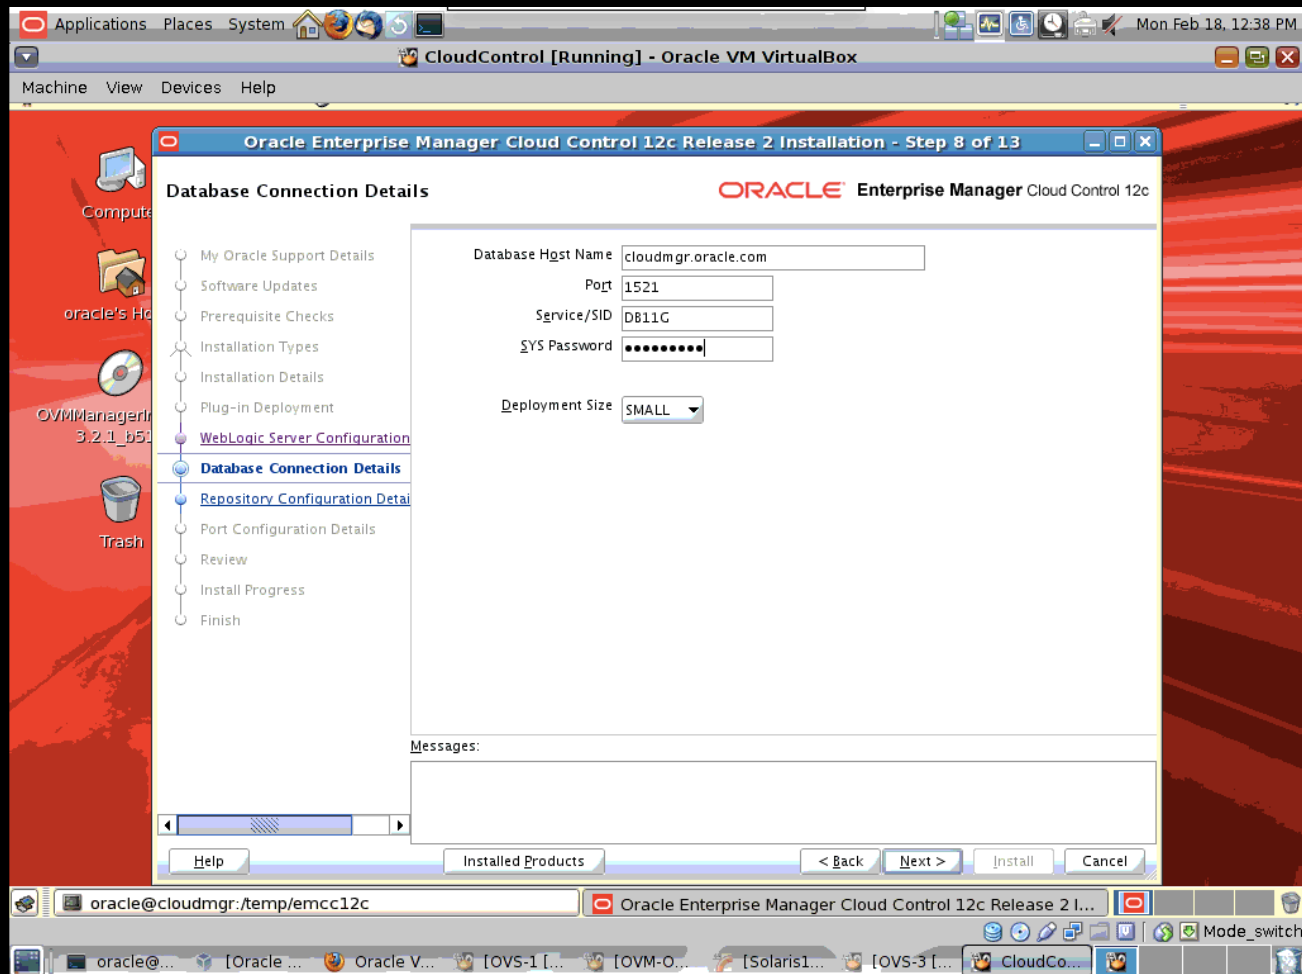 Applications Places System Mon Feb 18, 12:38 PM
CloudControl [Running] - Oracle VM VirtualBox
Machine View Devices Help
Oracle Enterprise Manager Cloud Control 12c Release 2 Installation - Step 8 of 13
Database Connection Details
ORACLE Enterprise Manager Cloud Control 12c
Compute
oracle's Ho
OVMManagerIn
3.2.1_b51
Trash
My Oracle Support Details
Software Updates
Prerequisite Checks
Installation Types
Installation Details
Plug-in Deployment
WebLogic Server Configuration
Database Connection Details
Repository Configuration Detai
Port Configuration Details
Review
Install Progress
Finish
Database Host Name cloudmgr.oracle.com
Port 1521
Service/SID DB11G
SYS Password ●●●●●●●●●
Deployment Size SMALL
Messages:
Help Installed Products < Back Next > Install Cancel
oracle@cloudmgr:/temp/emcc12c Oracle Enterprise Manager Cloud Control 12c Release 2 I...
Mode_switch
oracle@... [Oracle ... Oracle V... [OVS-1 [... [OVM-O... [Solaris1... [OVS-3 [... CloudCo...